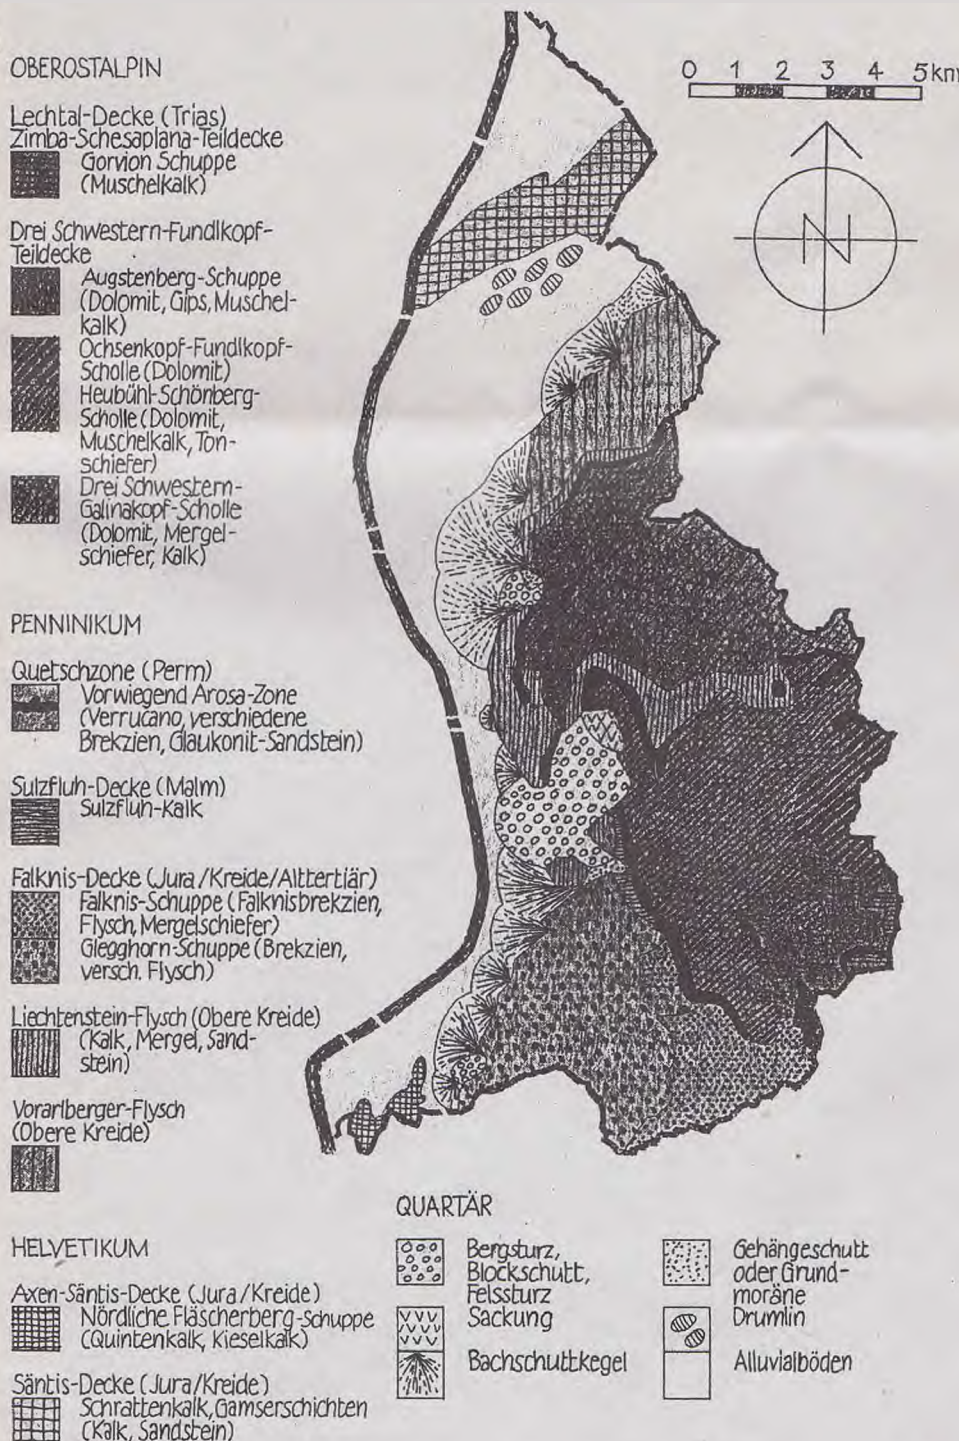 OBEROSTALPIN
Lechtal-Decke (Trias)
Zimba-Schesaplana-Teildecke
Gorvion Schuppe
(Muschelkalk)
Drei Schwestern-Fundlkopf-
Teildecke
Augstenberg-Schuppe
(Dolomit, Gips, Muschel-
kalk)
Ochsenkopf-Fundlkopf-
Scholle (Dolomit)
Heubühl-Schönberg-
Scholle (Dolomit,
Muschelkalk, Ton-
schiefer)
Drei Schwestern-
Galinakopf-Scholle
(Dolomit, Mergel-
schiefer, Kalk)
PENNINIKUM
Quetschzone (Perm)
Vorwiegend Arosa-Zone
(Verrucano, verschiedene
Brekzien, Glaukonit-Sandstein)
Sulzfluh-Decke (Malm)
Sulzfluh-Kalk
Falknis-Decke (Jura/Kreide/Alttertiär)
Falknis-Schuppe (Falknisbrekzien,
Flysch, Mergelschiefer)
Glegghorn-Schuppe (Brekzien,
versch. Flysch)
Liechtenstein-Flysch (Obere Kreide)
(Kalk, Mergel, Sand-
stein)
Vorarlberger-Flysch
(Obere Kreide)
HELVETIKUM
Axen-Säntis-Decke (Jura/Kreide)
Nördliche Fläscherberg-Schuppe
(Quintenkalk, Kieselkalk)
Säntis-Decke (Jura/Kreide)
Schrattenkalk, Gamserschichten
(Kalk, Sandstein)
0 1 2 3 4 5 km
N
QUARTÄR
Bergsturz,
Blockschutt,
Felssturz
Sackung
Bachschuttkegel
Gehängeschutt
oder Grund-
moräne
Drumlin
Alluvialböden